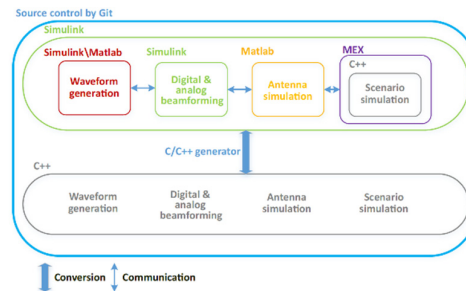 Source control by Git
Simulink
Simulink\Matlab
Simulink
Matlab
MEX
C++
Waveform
generation
Digital &
analog
beamforming
Antenna
simulation
Scenario
simulation
C/C++ generator
C++
Waveform
generation
Digital &
analog
beamforming
Antenna
simulation
Scenario
simulation
Conversion
Communication